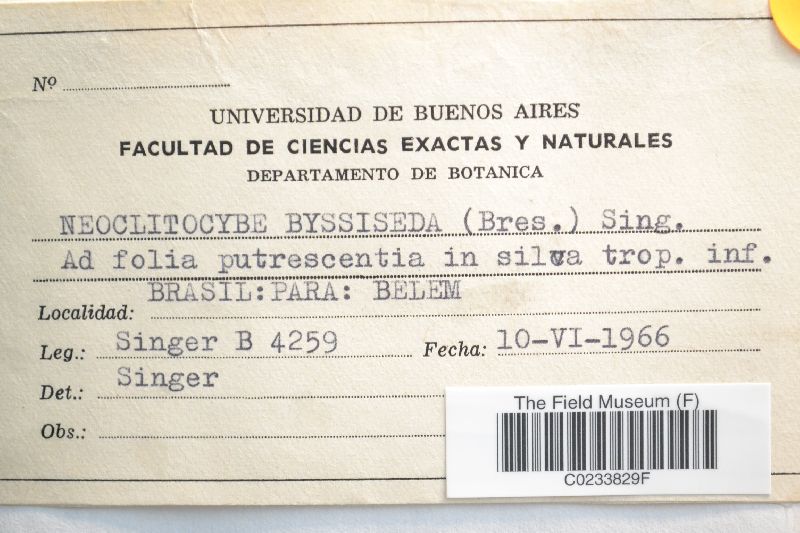 Nº
UNIVERSIDAD DE BUENOS AIRES
FACULTAD DE CIENCIAS EXACTAS Y NATURALES
DEPARTAMENTO DE BOTANICA
NEOCLITOCYBE BYSSISEDA (Bres.) Sing.
Ad folia putrescentia in silva trop. inf.
BRASIL:PARA: BELEM
Localidad:
Leg.: Singer B 4259 Fecha: 10-VI-1966
Det.: Singer
Obs.:
The Field Museum (F)
C0233829F